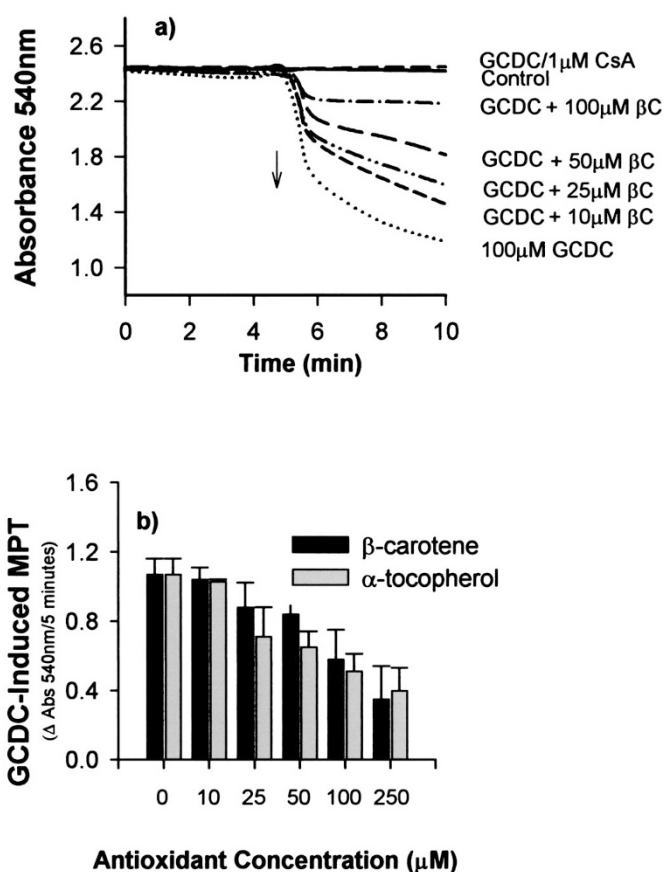 a)
Absorbance 540nm
2.6
2.2
1.8
1.4
1.0
0 2 4 6 8 10
Time (min)
GCDC/1μM CsA
Control
GCDC + 100μM βC
GCDC + 50μM βC
GCDC + 25μM βC
GCDC + 10μM βC
100μM GCDC
b)
GCDC-Induced MPT
(Δ Abs 540nm/5 minutes)
1.6
1.2
0.8
0.4
0.0
β-carotene
α-tocopherol
0 10 25 50 100 250
Antioxidant Concentration (μM)